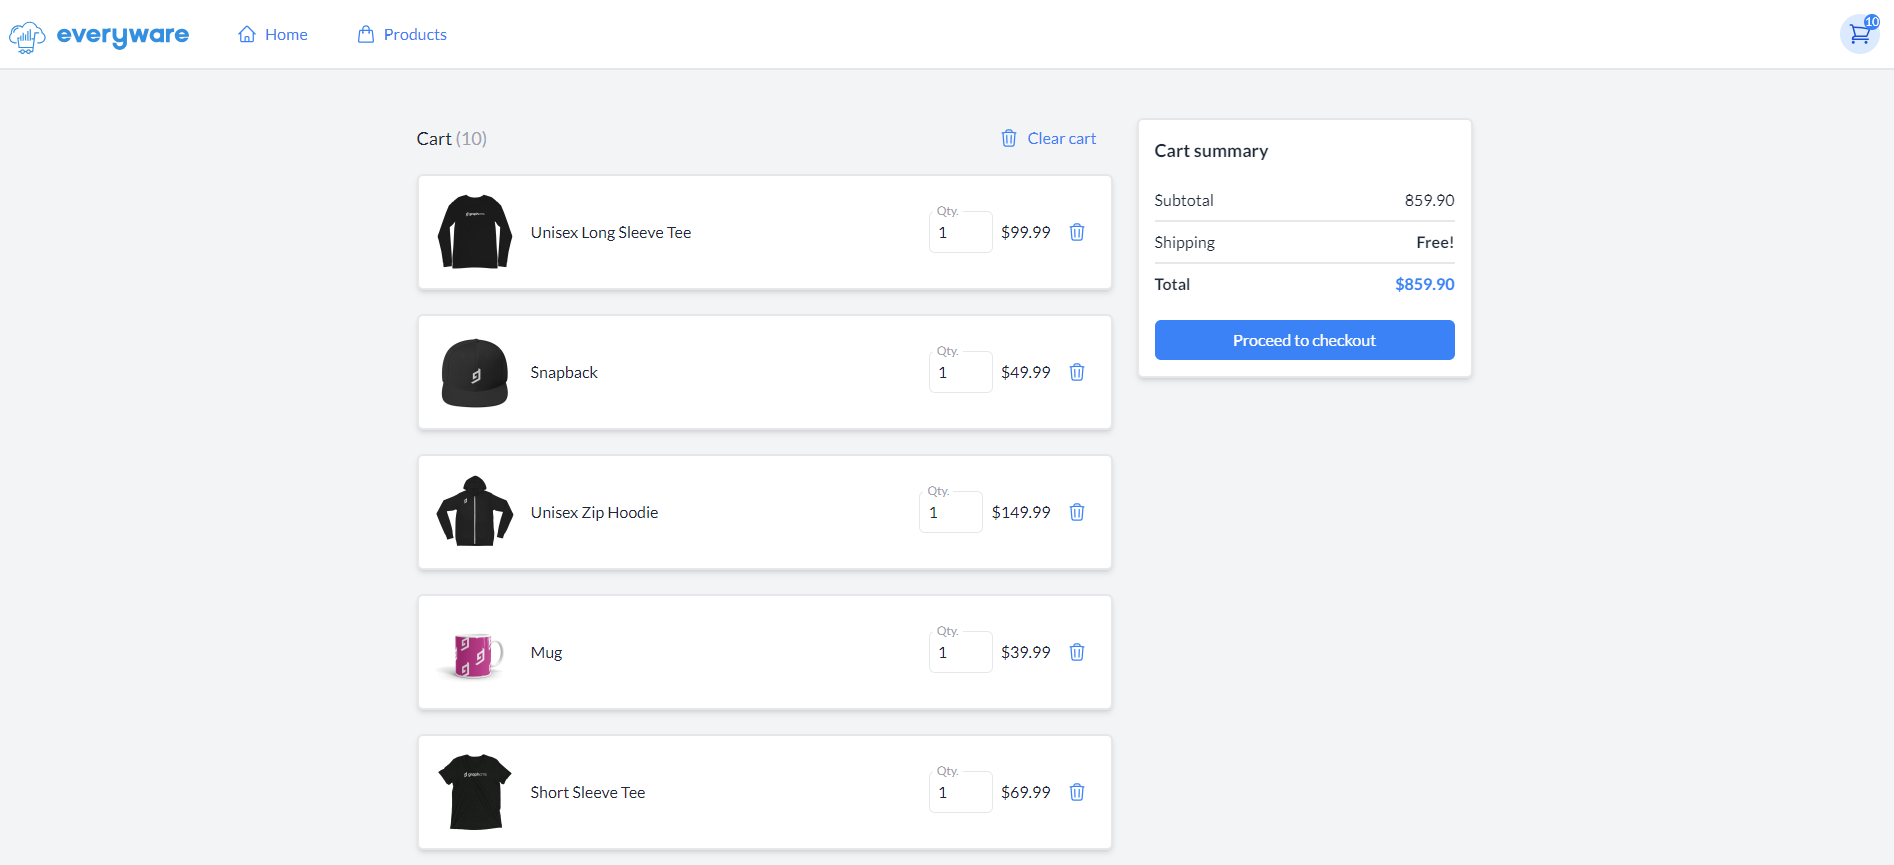 everyware
Home
Products
10
Cart (10)
Clear cart
Unisex Long Sleeve Tee
Qty.
1
$99.99
Snapback
Qty.
1
$49.99
Unisex Zip Hoodie
Qty.
1
$149.99
Mug
Qty.
1
$39.99
Short Sleeve Tee
Qty.
1
$69.99
Cart summary
Subtotal 859.90
Shipping Free!
Total $859.90
Proceed to checkout